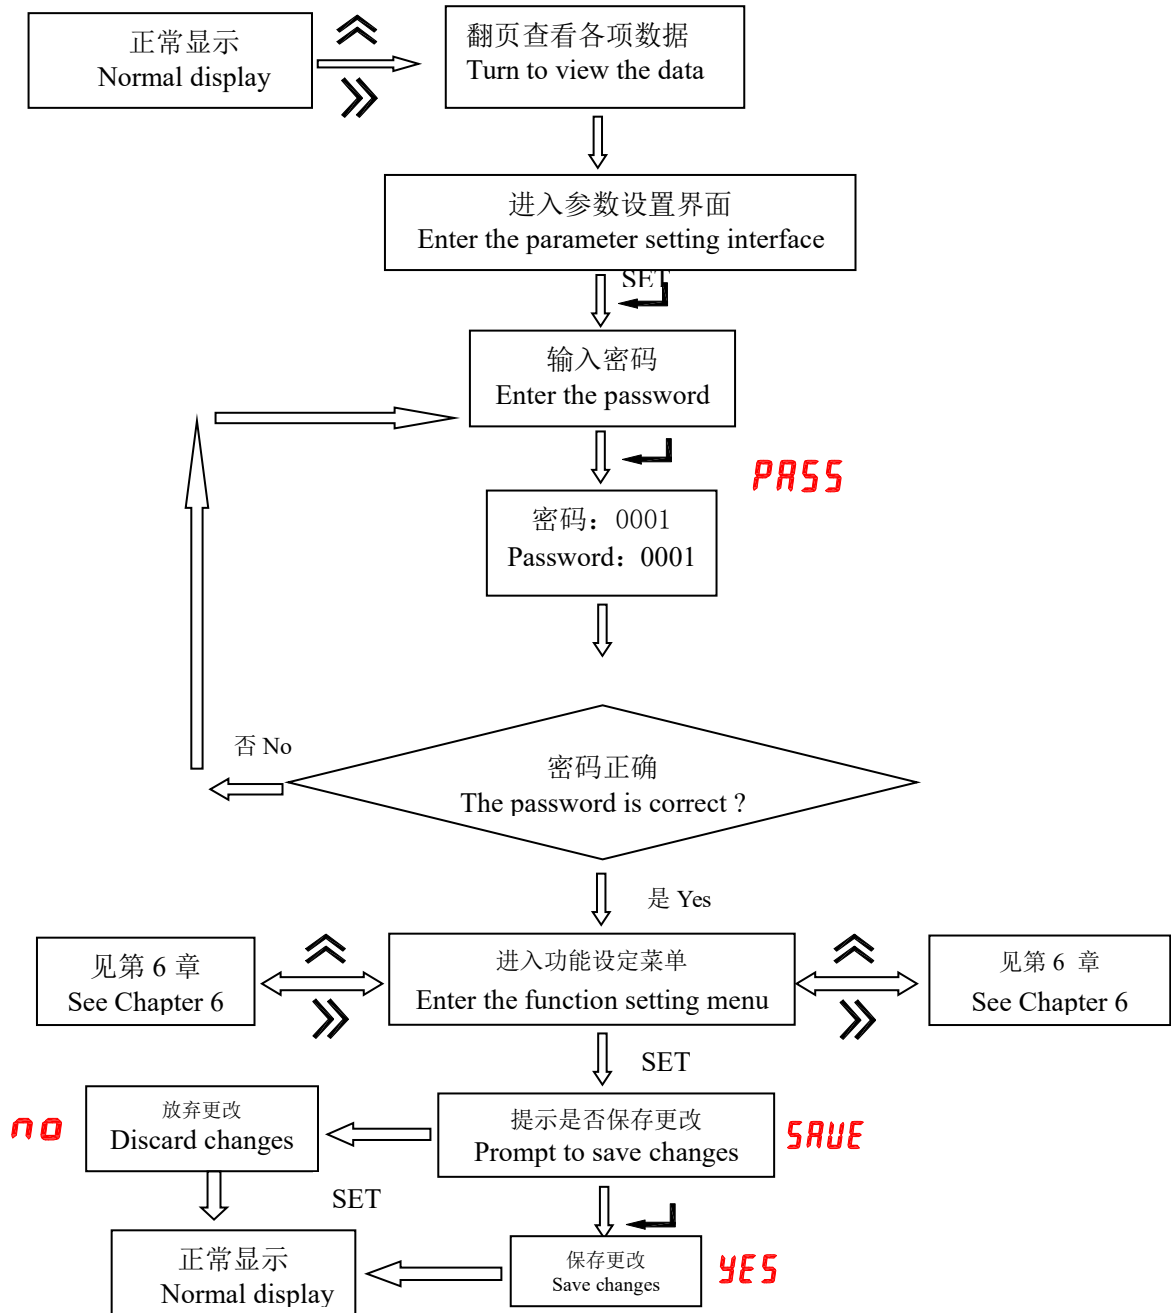 正常显示
Normal display
翻页查看各项数据
Turn to view the data
进入参数设置界面
Enter the parameter setting interface
SET
输入密码
Enter the password
PASS
密码：0001
Password：0001
否 No
密码正确
The password is correct ?
是 Yes
见第 6 章
See Chapter 6
进入功能设定菜单
Enter the function setting menu
见第 6 章
See Chapter 6
SET
no
放弃更改
Discard changes
提示是否保存更改
Prompt to save changes
SAVE
SET
正常显示
Normal display
保存更改
Save changes
YES